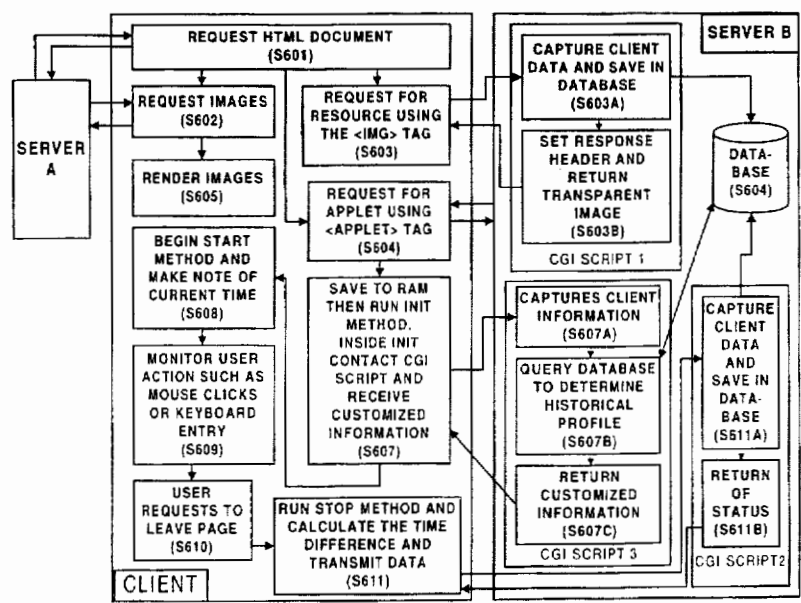 REQUEST HTML DOCUMENT
(S601)
SERVER B
SERVER
A
REQUEST IMAGES
(S602)
RENDER IMAGES
(S605)
REQUEST FOR
RESOURCE USING
THE <IMG> TAG
(S603)
REQUEST FOR
APPLET USING
<APPLET> TAG
(S604)
BEGIN START
METHOD AND
MAKE NOTE OF
CURRENT TIME
(S608)
SAVE TO RAM
THEN RUN INIT
METHOD.
INSIDE INIT
CONTACT CGI
SCRIPT AND
RECEIVE
CUSTOMIZED
INFORMATION
(S607)
MONITOR USER
ACTION SUCH AS
MOUSE CLICKS
OR KEYBOARD
ENTRY
(S609)
USER
REQUESTS TO
LEAVE PAGE
(S610)
RUN STOP METHOD AND
CALCULATE THE TIME
DIFFERENCE AND
TRANSMIT DATA
(S611)
CLIENT
CAPTURE CLIENT
DATA AND SAVE IN
DATABASE
(S603A)
SET RESPONSE
HEADER AND
RETURN
TRANSPARENT
IMAGE
(S603B)
CGI SCRIPT 1
DATA-
BASE
(S604)
CAPTURES CLIENT
INFORMATION
(S607A)
QUERY DATABASE
TO DETERMINE
HISTORICAL
PROFILE
(S607B)
RETURN
CUSTOMIZED
INFORMATION
(S607C)
CGI SCRIPT 3
CAPTURE
CLIENT
DATA
AND
SAVE IN
DATA-
BASE
(S611A)
RETURN
OF
STATUS
(S611B)
CGI SCRIPT2